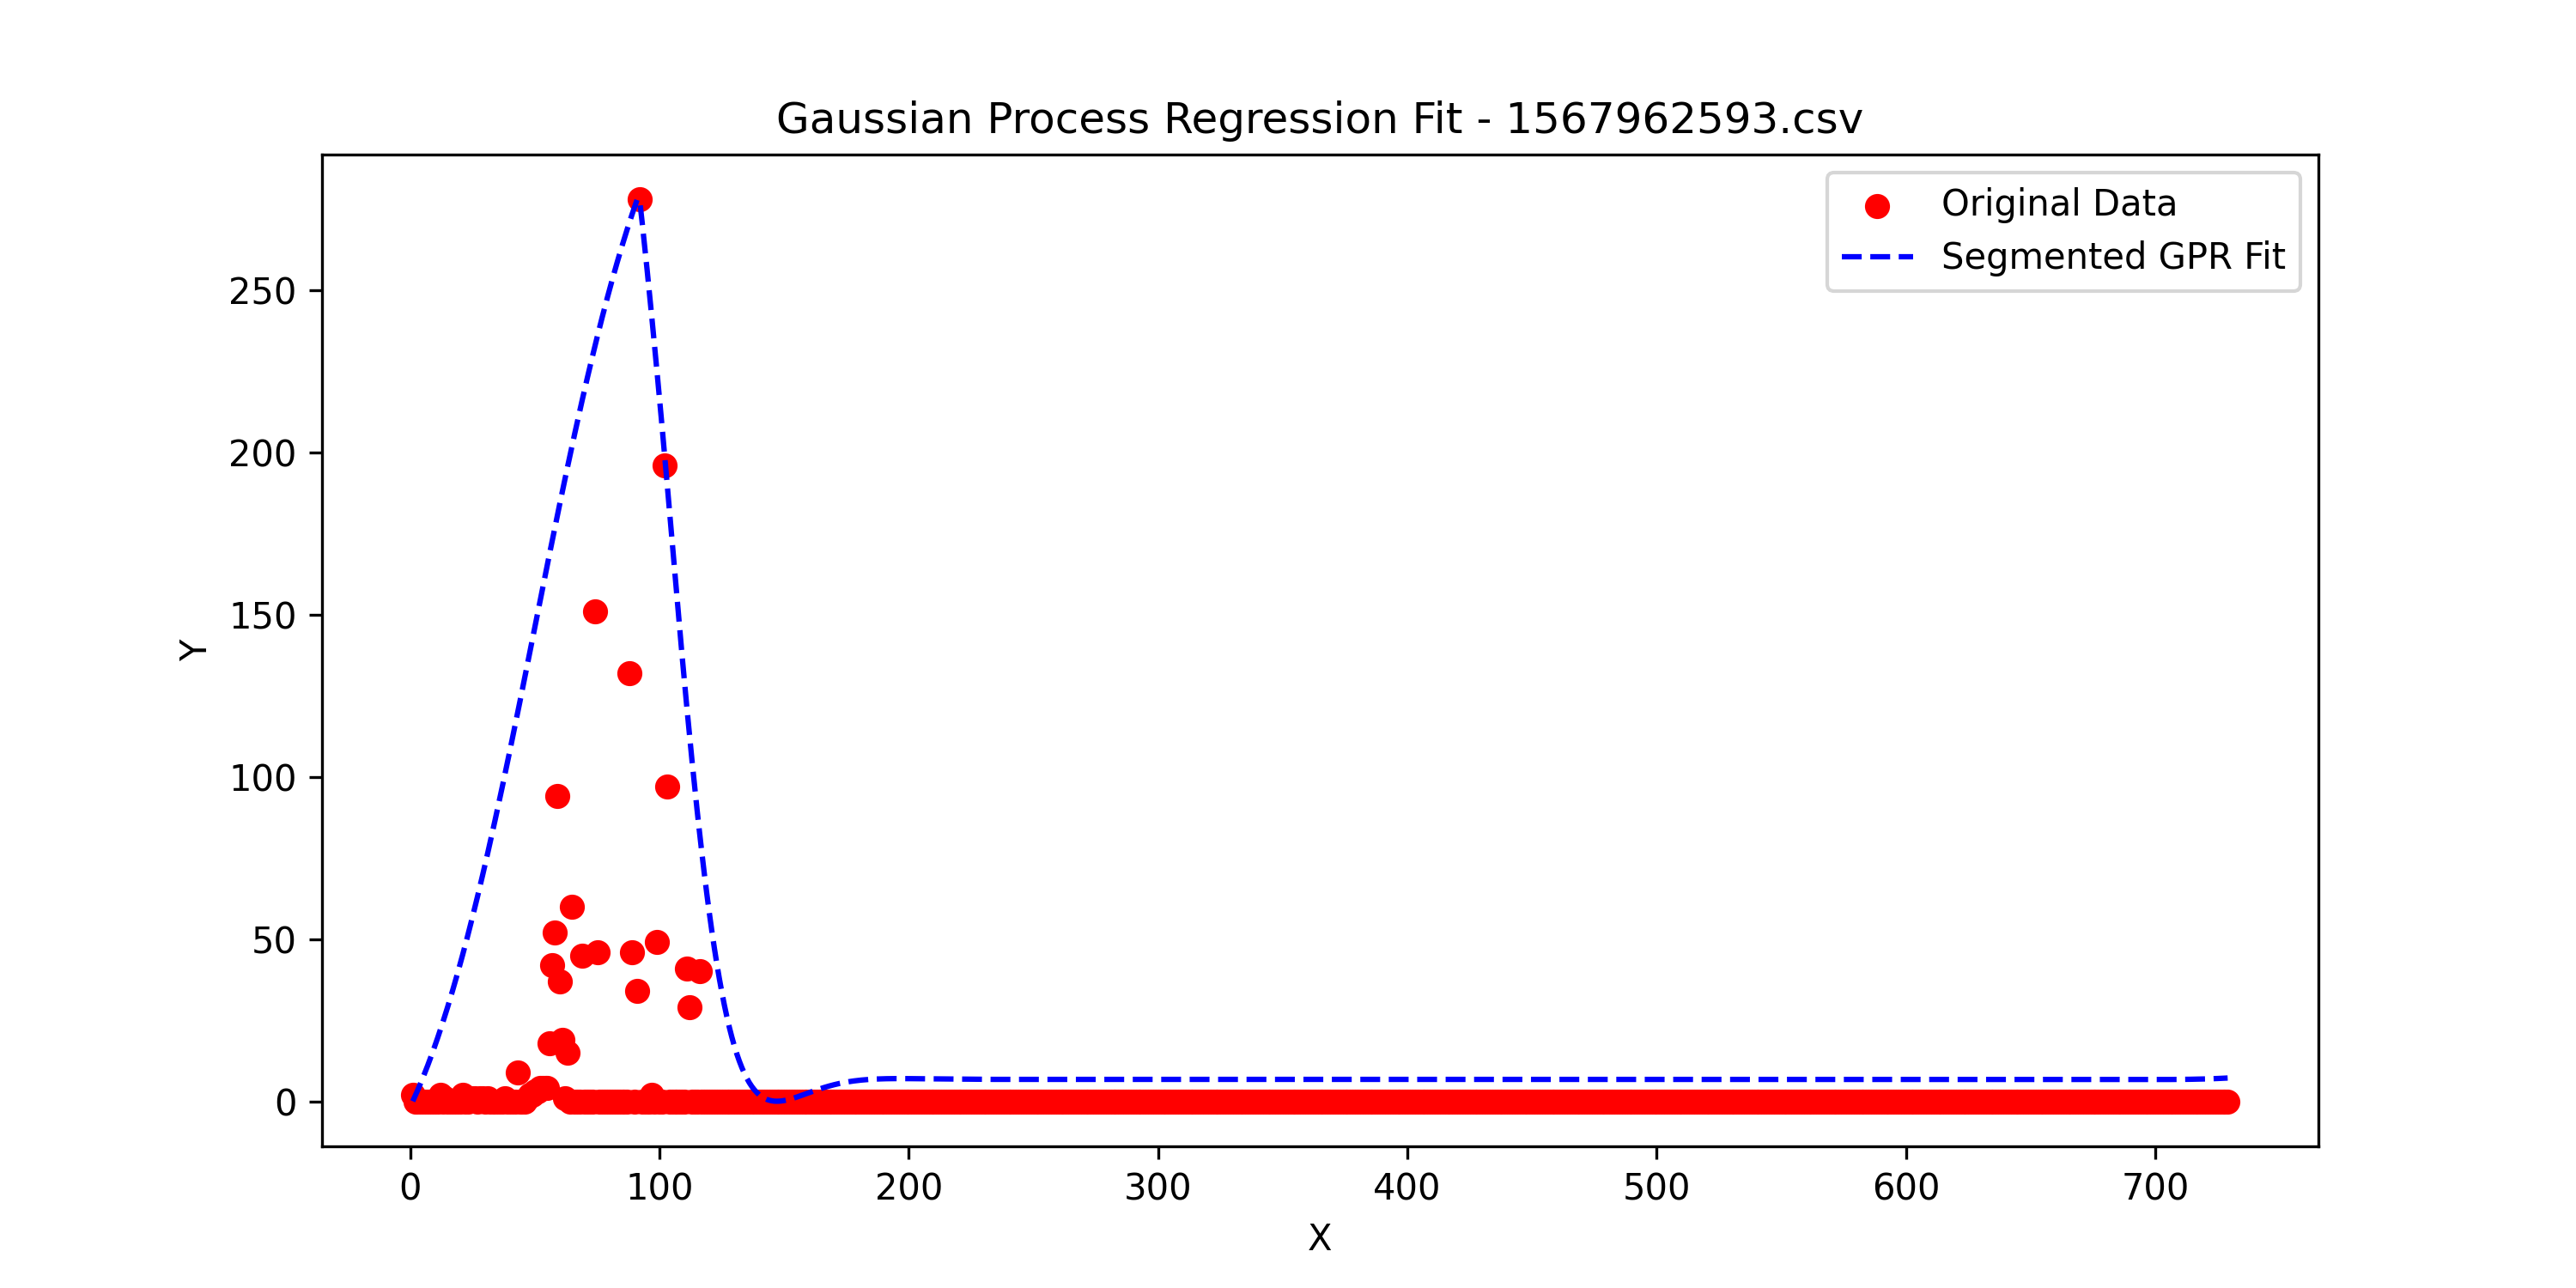 Gaussian Process Regression Fit - 1567962593.csv
Original Data
Segmented GPR Fit
250
200
150
100
50
0
Y
0 100 200 300 400 500 600 700
X